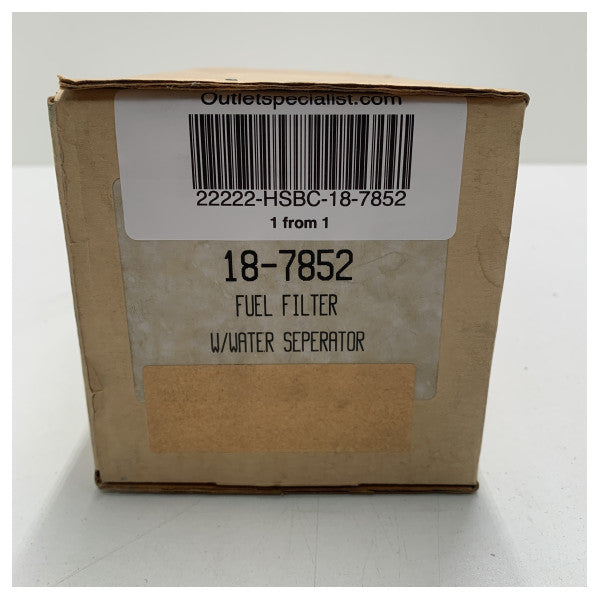 Outletspecialist.com
22222-HSBC-18-7852
1 from 1
18-7852
FUEL FILTER
W/WATER SEPERATOR